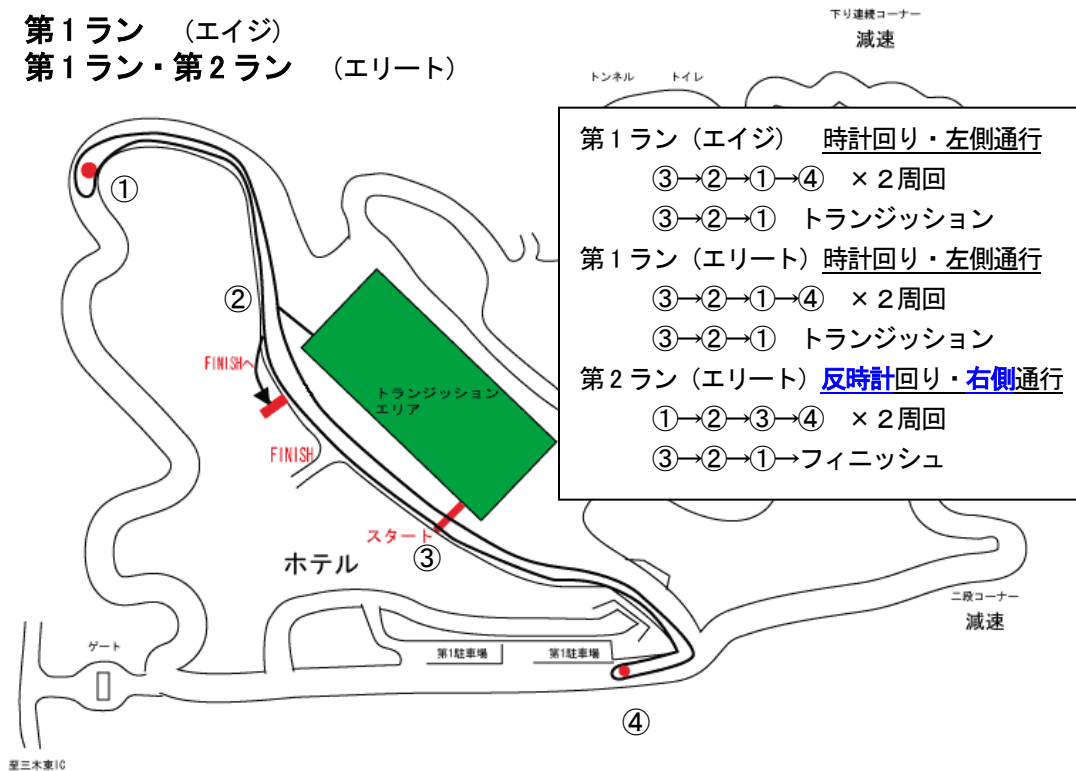 第1ラン （エイジ）
第1ラン・第2ラン （エリート）
下り連続コーナー
減速
トンネル トイレ
第1ラン（エイジ） 時計回り・左側通行
③→②→①→④ ×2周回
③→②→① トランジッション
第1ラン（エリート）時計回り・左側通行
③→②→①→④ ×2周回
③→②→① トランジッション
第2ラン（エリート）反時計回り・右側通行
①→②→③→④ ×2周回
③→②→①→フィニッシュ
①
②
FINISHへ
トランジッション
エリア
FINISH
スタート
③
ホテル
二段コーナー
減速
ゲート
第1駐車場 第1駐車場
④
至三木東IC